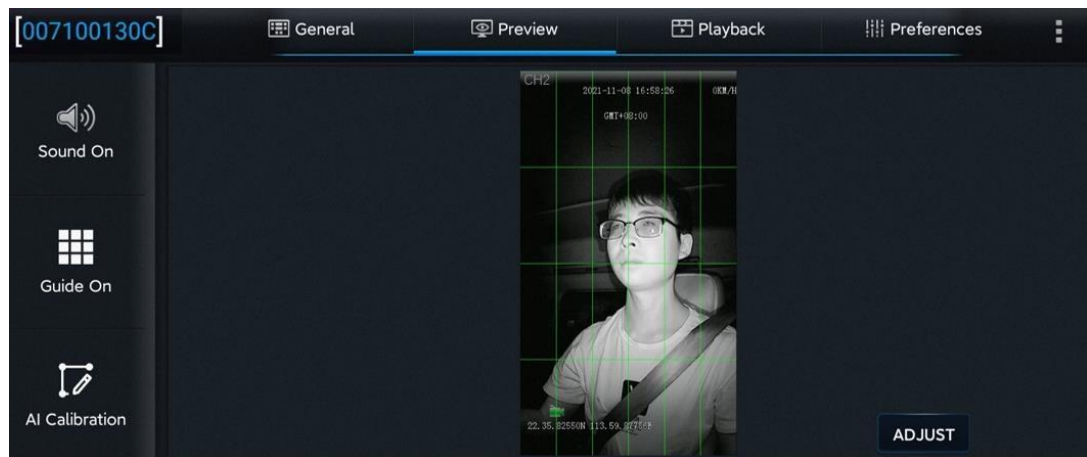 [007100130C]
General
Preview
Playback
Preferences
Sound On
Guide On
AI Calibration
CH2
2021-11-08 16:58:26
0KM/H
GMT+08:00
22.35.82550N 113.59.
ADJUST